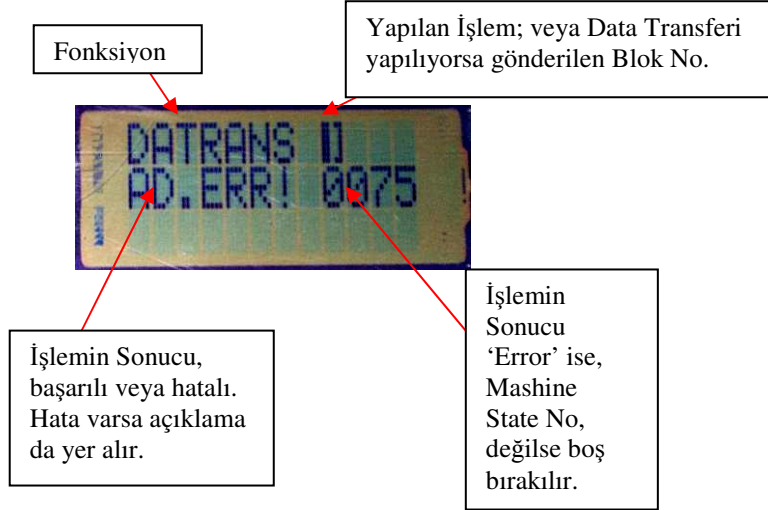 Fonksiyon
Yapılan İşlem; veya Data Transferi
yapılıyorsa gönderilen Blok No.
DATRANS
AD.ERR! 0075
İşlemin Sonucu,
başarılı veya hatalı.
Hata varsa açıklama
da yer alır.
İşlemin
Sonucu
‘Error’ ise,
Mashine
State No,
değilse boş
bırakılır.